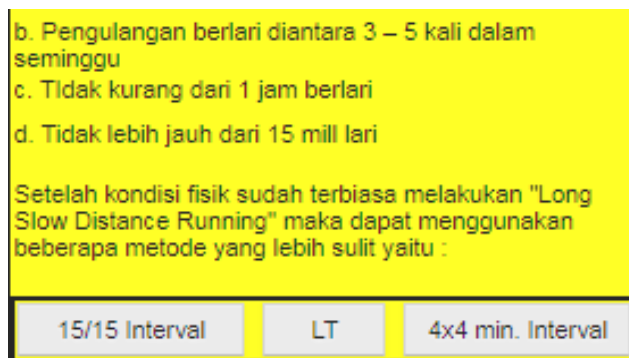 b. Pengulangan berlari diantara 3 – 5 kali dalam
seminggu
c. TIdak kurang dari 1 jam berlari
d. Tidak lebih jauh dari 15 mill lari
Setelah kondisi fisik sudah terbiasa melakukan "Long
Slow Distance Running" maka dapat menggunakan
beberapa metode yang lebih sulit yaitu :
15/15 Interval LT 4x4 min. Interval